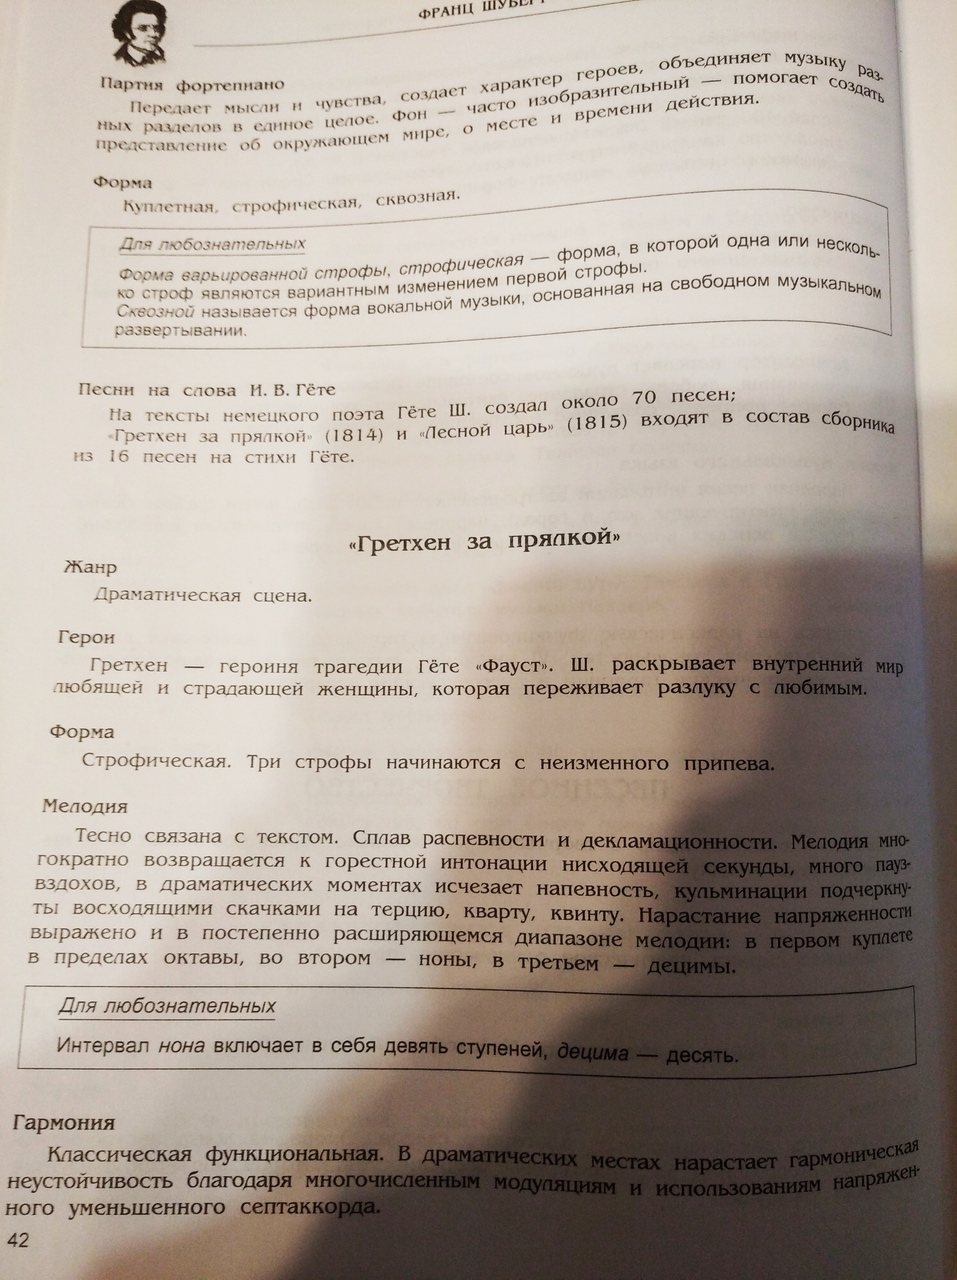 ФРАНЦ ШУБЕРТ
Партия фортепиано
Передает мысли и чувства, создает характер героев, объединяет музыку раз-
ных разделов в единое целое. Фон — часто изобразительный — помогает создать
представление об окружающем мире, о месте и времени действия.
Форма
Куплетная, строфическая, сквозная.
Для любознательных
Форма варьированной строфы, строфическая — форма, в которой одна или несколь-
ко строф являются вариантным изменением первой строфы.
Сквозной называется форма вокальной музыки, основанная на свободном музыкальном
развертывании.
Песни на слова И. В. Гёте
На тексты немецкого поэта Гёте Ш. создал около 70 песен;
«Гретхен за прялкой» (1814) и «Лесной царь» (1815) входят в состав сборника
из 16 песен на стихи Гёте.
«Гретхен за прялкой»
Жанр
Драматическая сцена.
Герои
Гретхен — героиня трагедии Гёте «Фауст». Ш. раскрывает внутренний мир
любящей и страдающей женщины, которая переживает разлуку с любимым.
Форма
Строфическая. Три строфы начинаются с неизменного припева.
Мелодия
Тесно связана с текстом. Сплав распевности и декламационности. Мелодия мно-
гократно возвращается к горестной интонации нисходящей секунды, много пауз-
вздохов, в драматических моментах исчезает напевность, кульминации подчеркну-
ты восходящими скачками на терцию, кварту, квинту. Нарастание напряженности
выражено и в постепенно расширяющемся диапазоне мелодии: в первом куплете
в пределах октавы, во втором — ноны, в третьем — децимы.
Для любознательных
Интервал нона включает в себя девять ступеней, децима — десять.
Гармония
Классическая функциональная. В драматических местах нарастает гармоническая
неустойчивость благодаря многочисленным модуляциям и использованиям напряжен-
ного уменьшенного септаккорда.
42